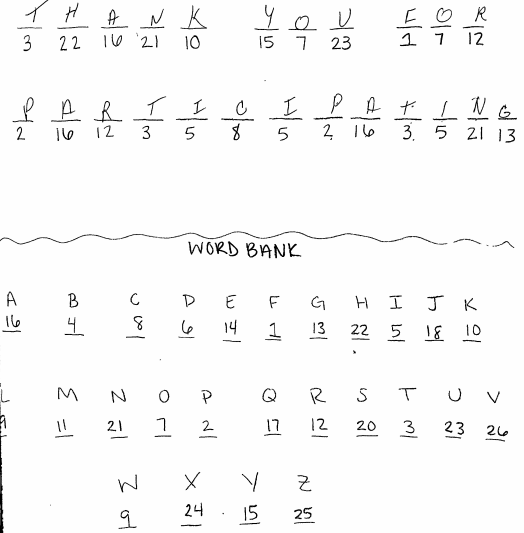 T H A N K Y O U F O R
3 22 16 21 10 15 7 23 1 7 12
P A R T I C I P A T I N G
2 16 12 3 5 8 5 2 16 3 5 21 13
WORD BANK
A B C D E F G H I J K
16 4 8 6 14 1 13 22 5 18 10
L M N O P Q R S T U V
11 21 7 2 17 12 20 3 23 26
W X Y Z
9 24 15 25